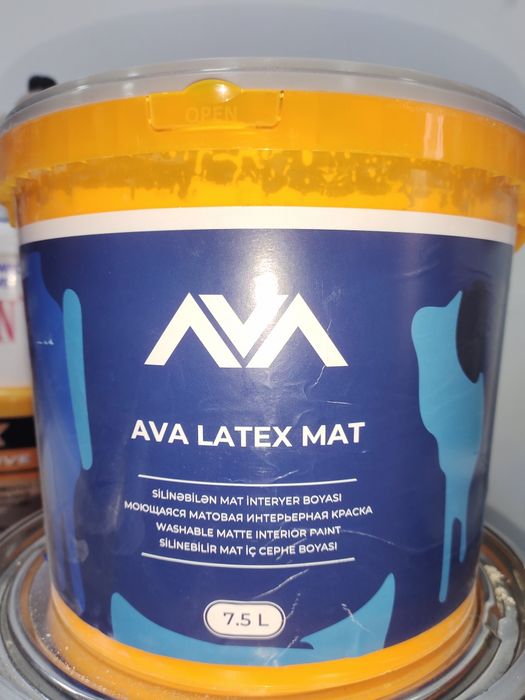 OPEN
AVA
AVA LATEX MAT
SİLİNƏBİLƏN MAT İNTERYER BOYASI
МОЮЩАЯСЯ МАТОВАЯ ИНТЕРЬЕРНАЯ КРАСКА
WASHABLE MATTE INTERIOR PAINT
SİLİNEBİLİR MAT İÇ CEPHE BOYASI
7.5 L